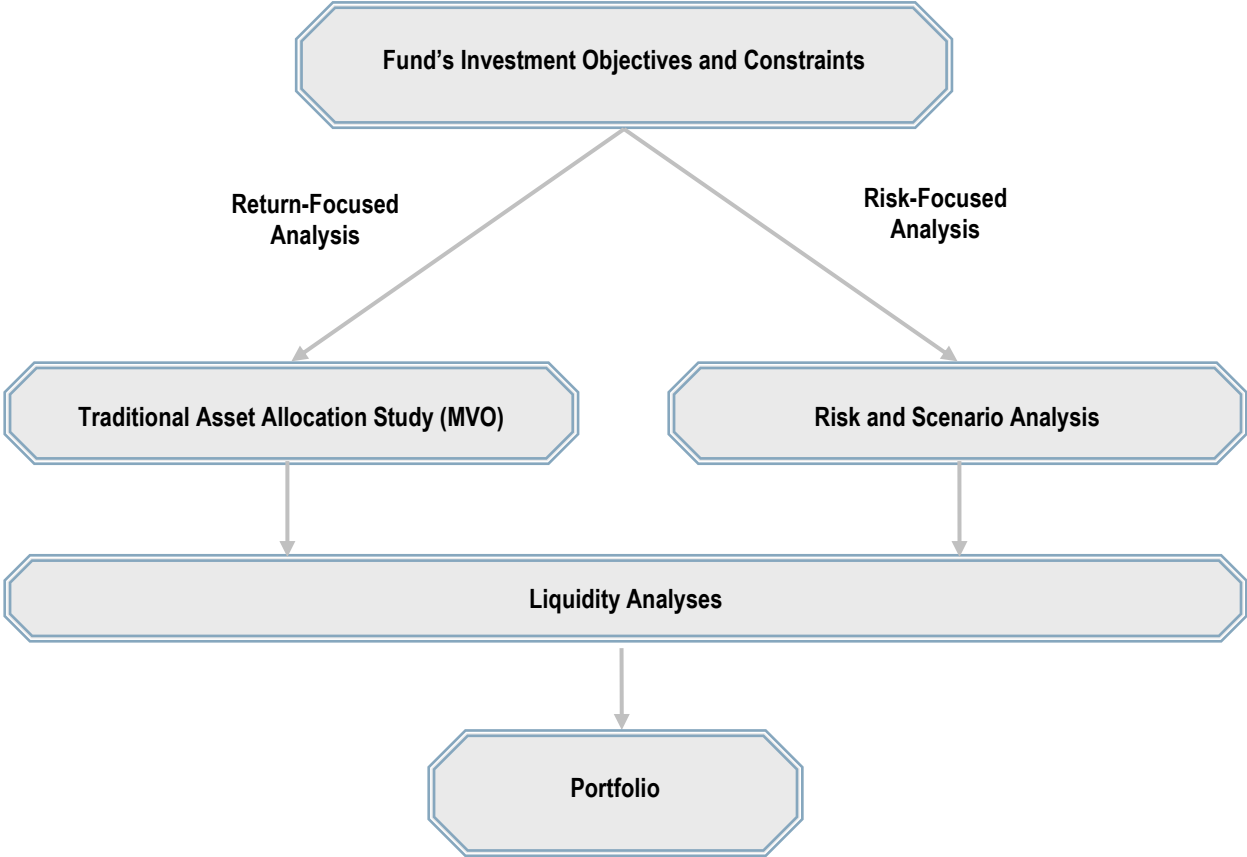 Fund’s Investment Objectives and Constraints
Return-Focused
Analysis
Risk-Focused
Analysis
Traditional Asset Allocation Study (MVO)
Risk and Scenario Analysis
Liquidity Analyses
Portfolio